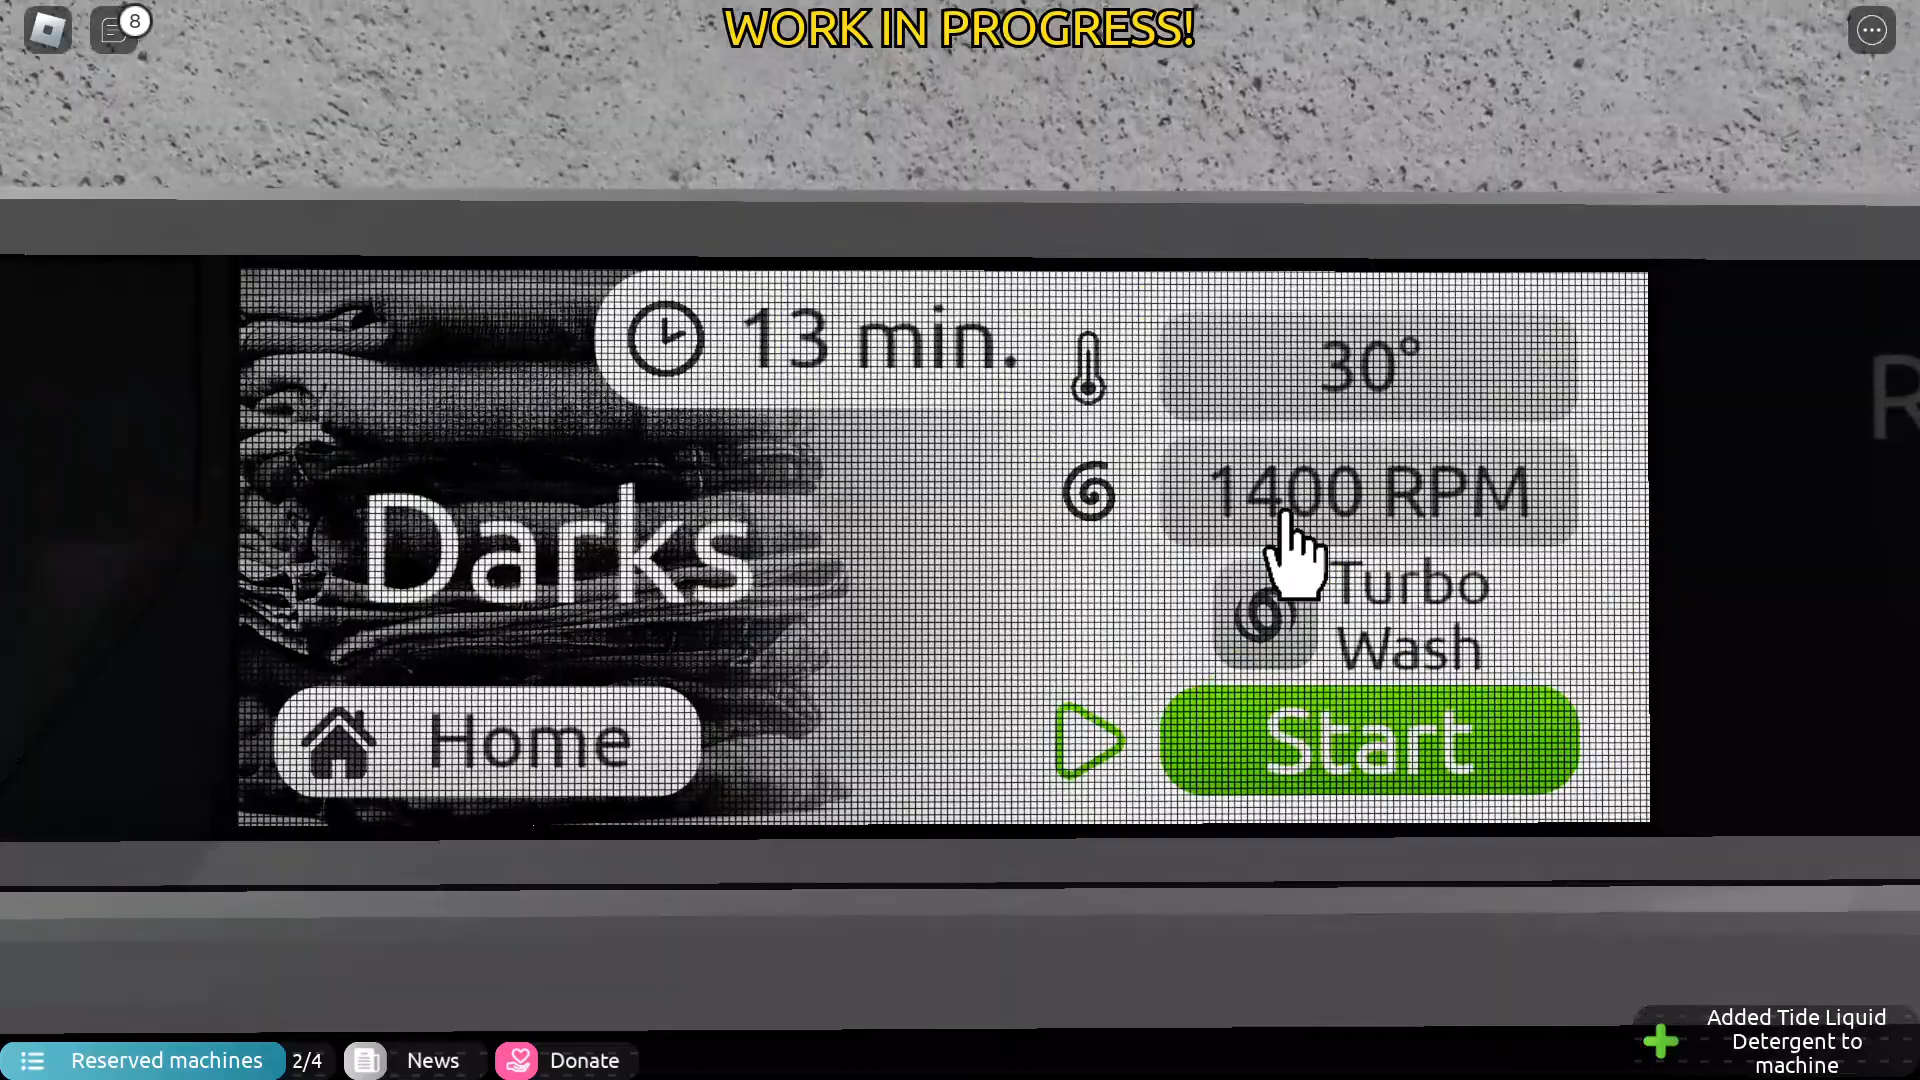 8
WORK IN PROGRESS!
13 min.
30°
1400 RPM
Darks
Turbo
Wash
Home
Start
R
Reserved machines 2/4
News
Donate
Added Tide Liquid
Detergent to
machine